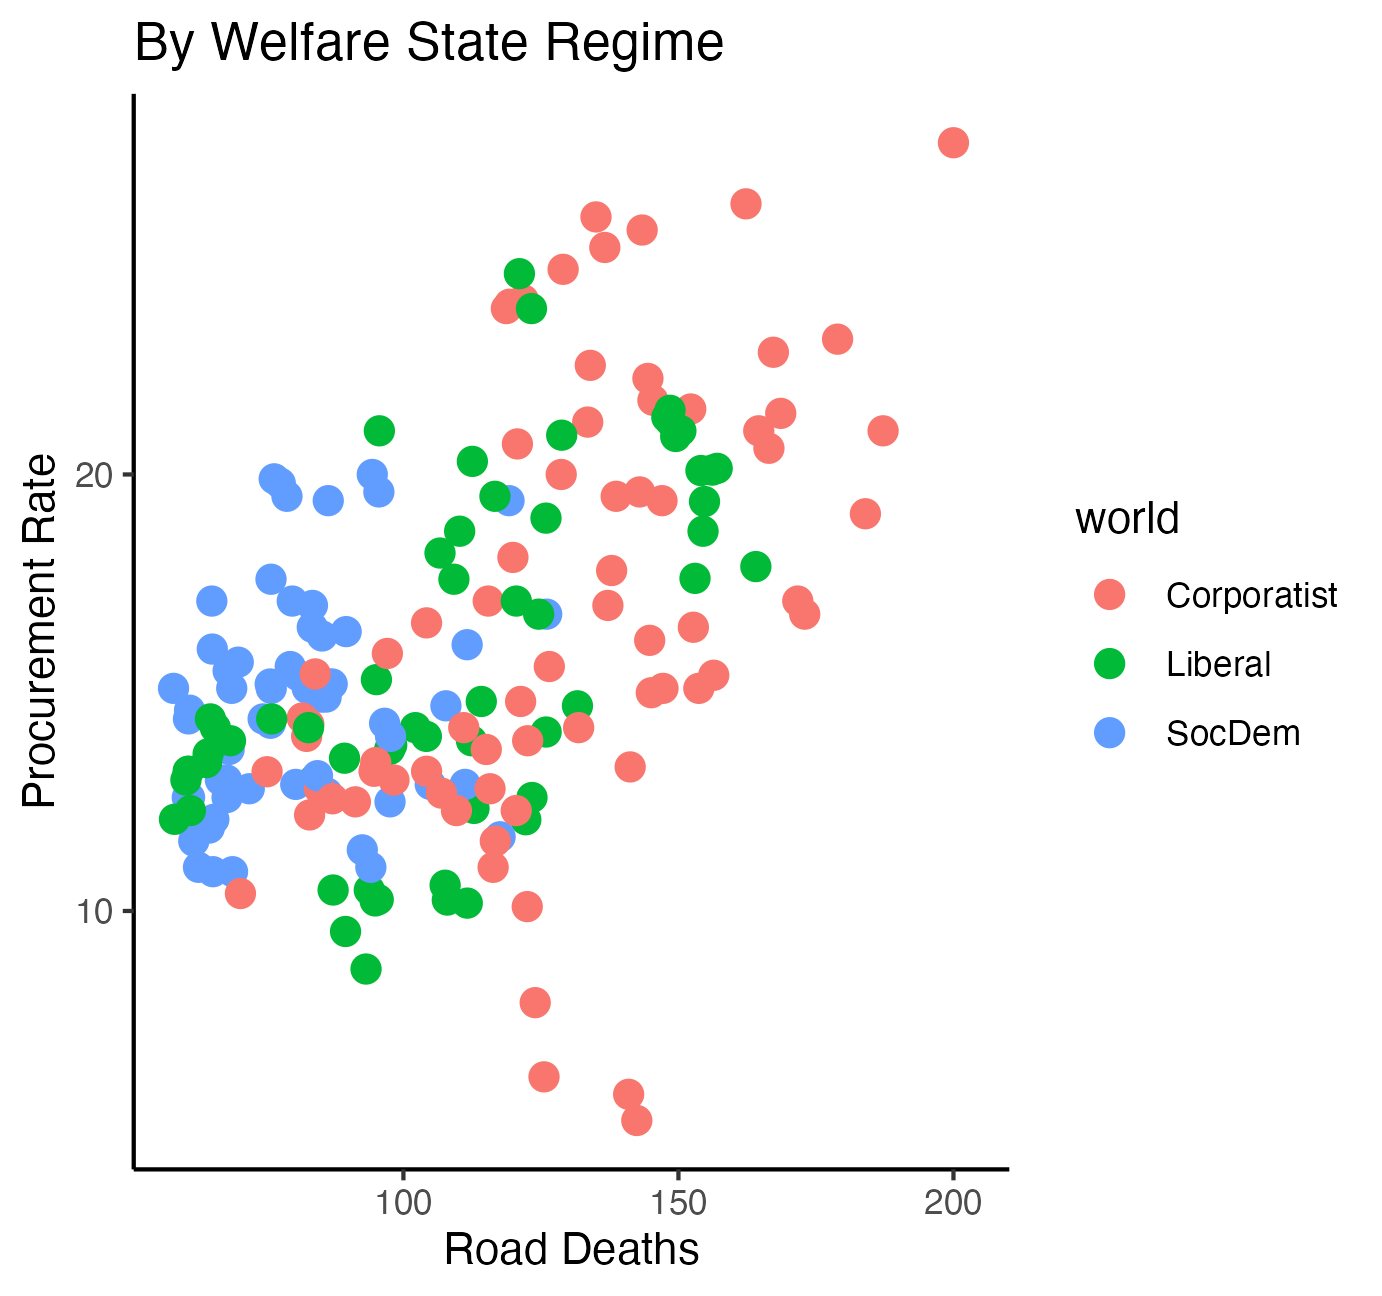 By Welfare State Regime
Procurement Rate
20
10
100 150 200
Road Deaths
world
Corporatist
Liberal
SocDem